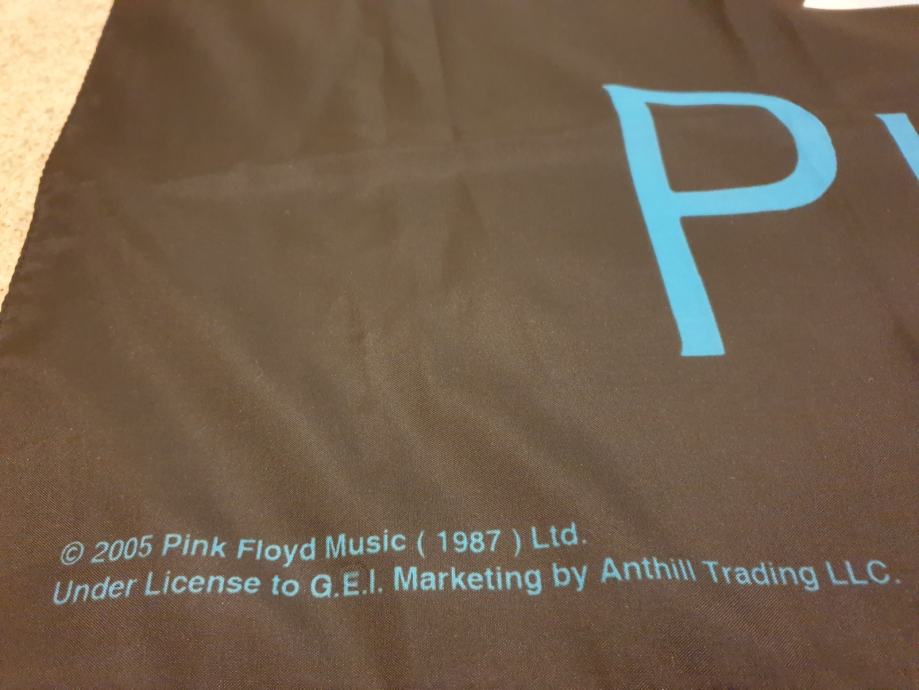 P
© 2005 Pink Floyd Music ( 1987 ) Ltd.
Under License to G.E.I. Marketing by Anthill Trading LLC.